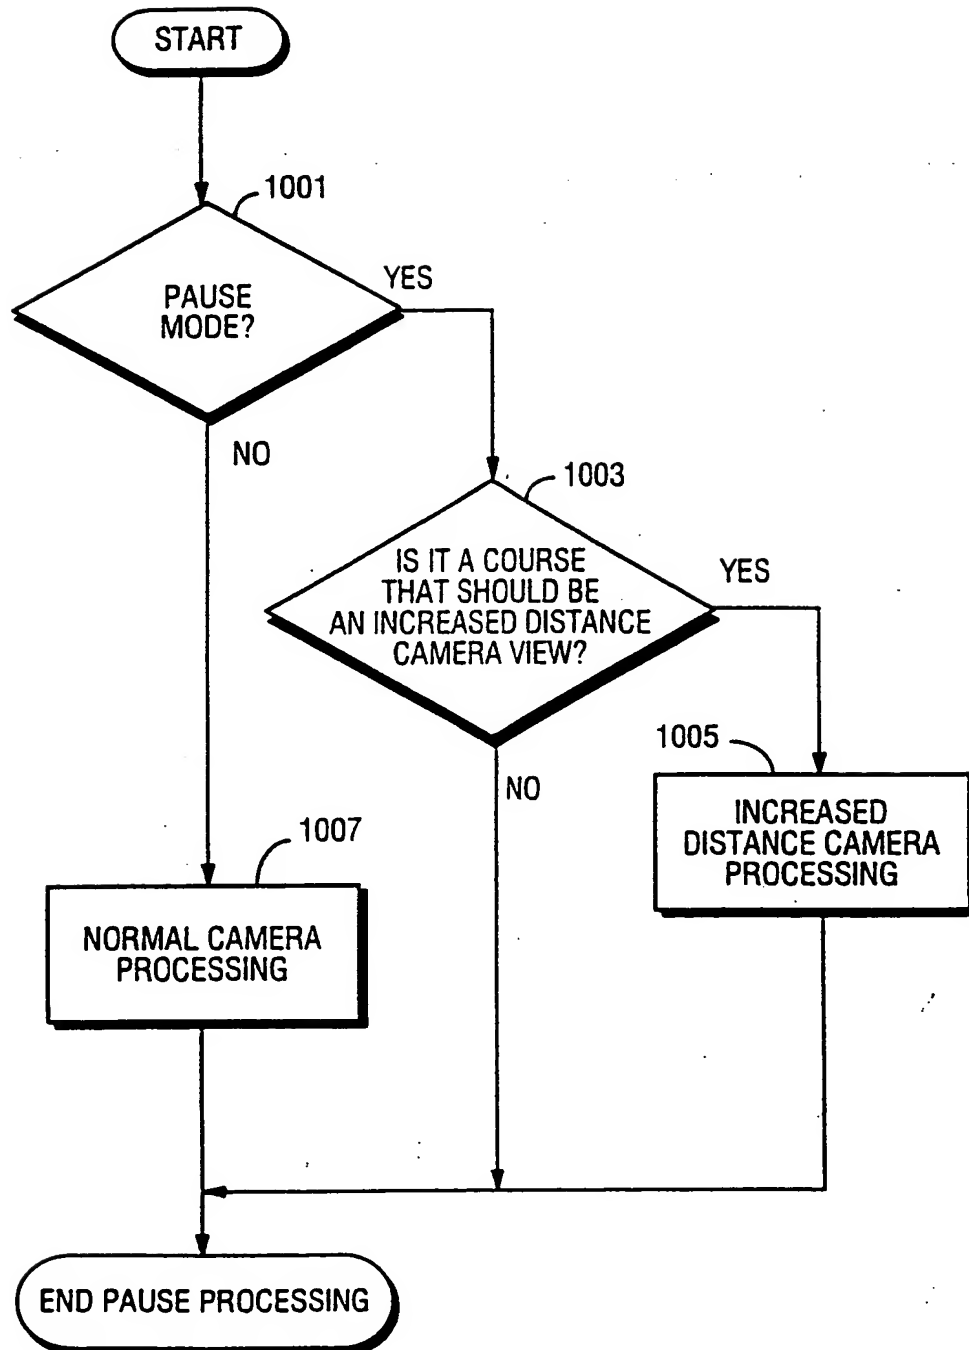 START
1001
PAUSE
MODE?
YES
NO
1003
IS IT A COURSE
THAT SHOULD BE
AN INCREASED DISTANCE
CAMERA VIEW?
YES
NO
1005
INCREASED
DISTANCE CAMERA
PROCESSING
1007
NORMAL CAMERA
PROCESSING
END PAUSE PROCESSING